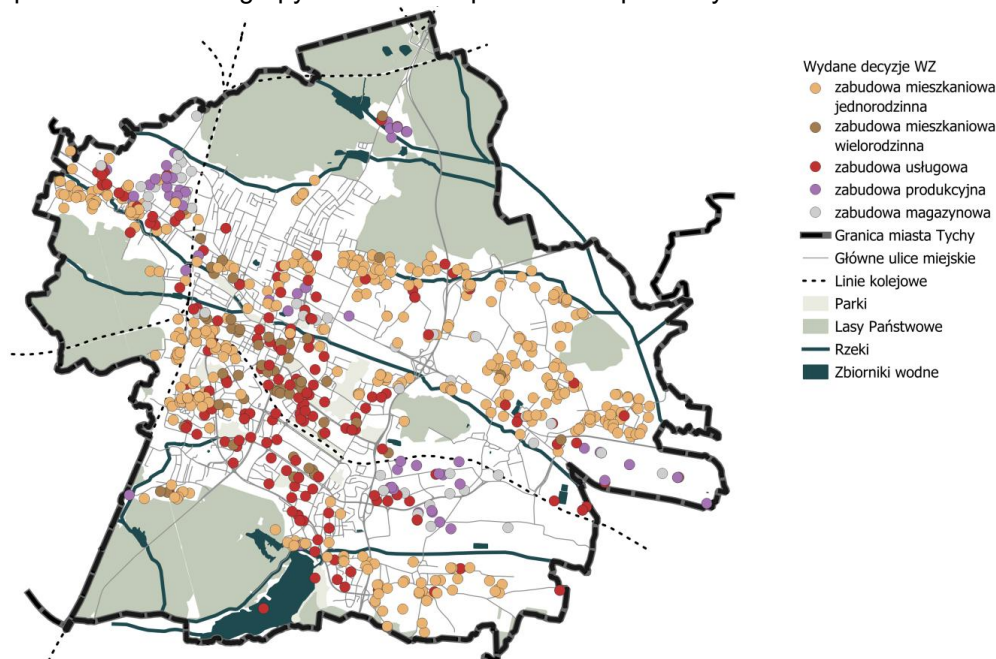 Wydane decyzje WZ
zabudowa mieszkaniowa
jednorodzinna
zabudowa mieszkaniowa
wielorodzinna
zabudowa usługowa
zabudowa produkcyjna
zabudowa magazynowa
Granica miasta Tychy
Główne ulice miejskie
Linie kolejowe
Parki
Lasy Państwowe
Rzeki
Zbiorniki wodne